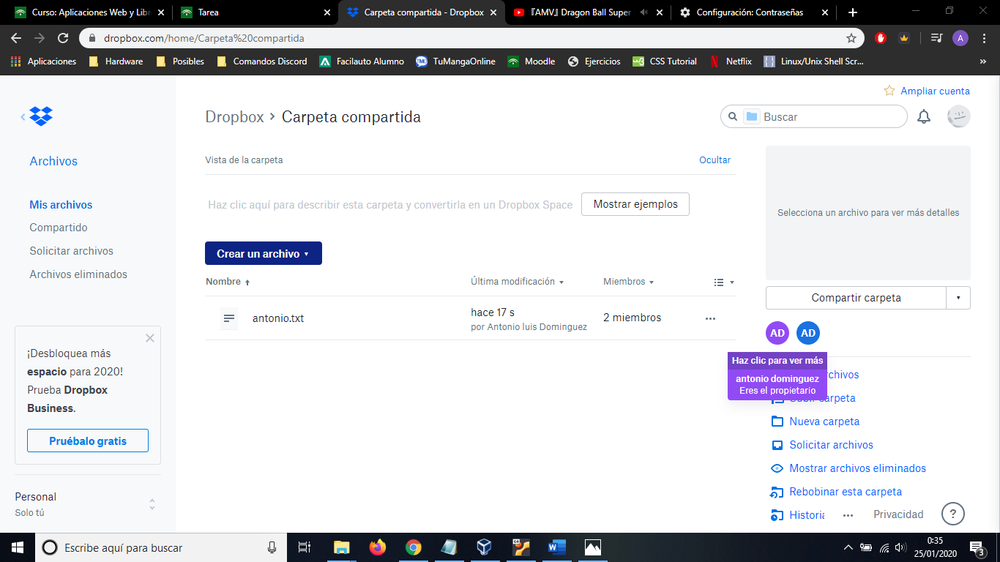 Curso: Aplicaciones Web y Libr
Tarea
Carpeta compartida - Dropbox
『AMV』 Dragon Ball Super
Configuración: Contraseñas
dropbox.com/home/Carpeta%20compartida
A
Aplicaciones
Hardware
Posibles
Comandos Discord
Facilauto Alumno
TuMangaOnline
Moodle
Ejercicios
CSS Tutorial
Netflix
Linux/Unix Shell Scr...
Ampliar cuenta
Dropbox > Carpeta compartida
Buscar
Archivos
Mis archivos
Compartido
Solicitar archivos
Archivos eliminados
¡Desbloquea más
espacio para 2020!
Prueba Dropbox
Business.
Pruébalo gratis
Personal
Solo tú
Vista de la carpeta
Ocultar
Haz clic aquí para describir esta carpeta y convertirla en un Dropbox Space
Mostrar ejemplos
Crear un archivo
Nombre
Última modificación
Miembros
antonio.txt
hace 17 s
por Antonio luis Dominguez
2 miembros
Selecciona un archivo para ver más detalles
Compartir carpeta
AD
AD
Haz clic para ver más
antonio dominguez
Eres el propietario
rchivos
Subir carpeta
Nueva carpeta
Solicitar archivos
Mostrar archivos eliminados
Rebobinar esta carpeta
Historia
Privacidad
?
Escribe aquí para buscar
0:35
25/01/2020
3